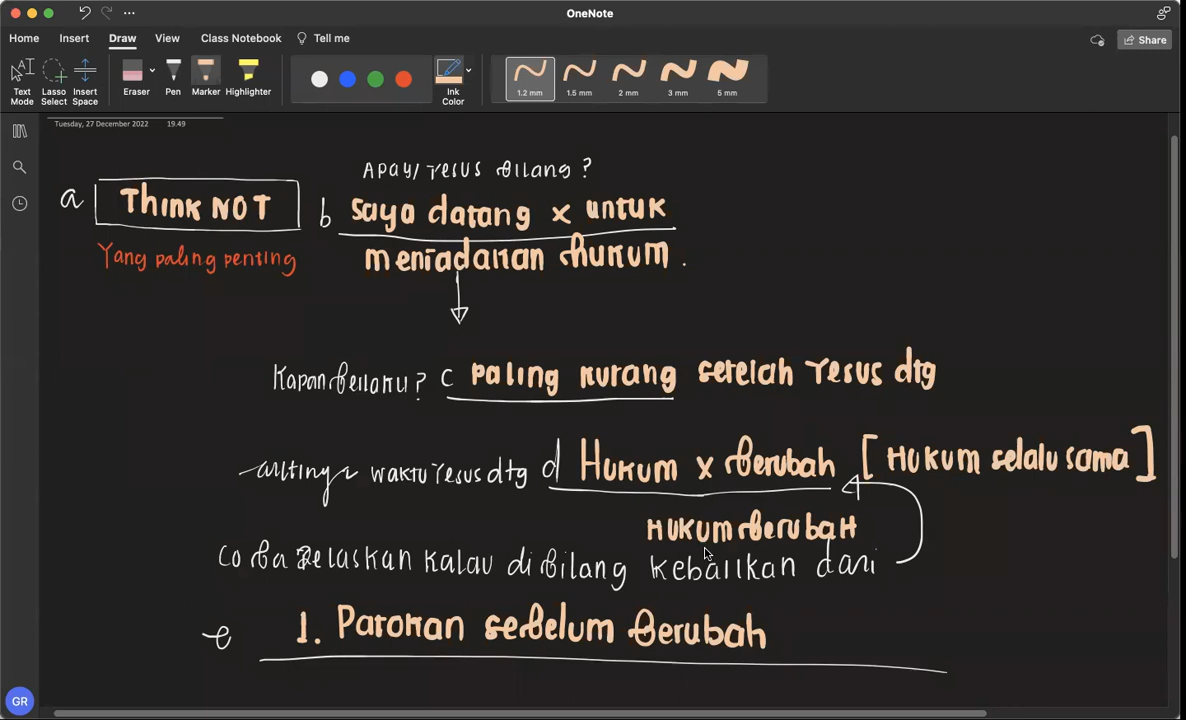 OneNote
Home Insert Draw View Class Notebook Tell me Share
Text Mode Lasso Select Insert Space Eraser Pen Marker Highlighter Ink Color 1.2 mm 1.5 mm 2 mm 3 mm 5 mm
Tuesday, 27 December 2022 19.49
Yesus bilang?
a Think NOT b saya datang x untuk
Yang paling penting meniadakan hukum.
Kapan berlaku? c paling kurang setelah Yesus dtg
waktu Yesus dtg d Hukum x berubah [Hukum selalu sama]
HUKUM berubaH
Coba jelaskan kalau di bilang kebalikan dari
e 1. Patokan sebelum berubah
GR